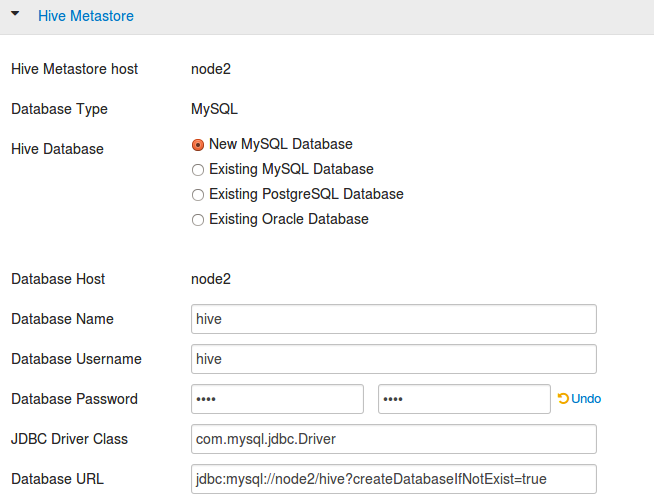 Hive Metastore
Hive Metastore host node2
Database Type MySQL
Hive Database New MySQL Database
Existing MySQL Database
Existing PostgreSQL Database
Existing Oracle Database
Database Host node2
Database Name hive
Database Username hive
Database Password •••• •••• Undo
JDBC Driver Class com.mysql.jdbc.Driver
Database URL jdbc:mysql://node2/hive?createDatabaseIfNotExist=true